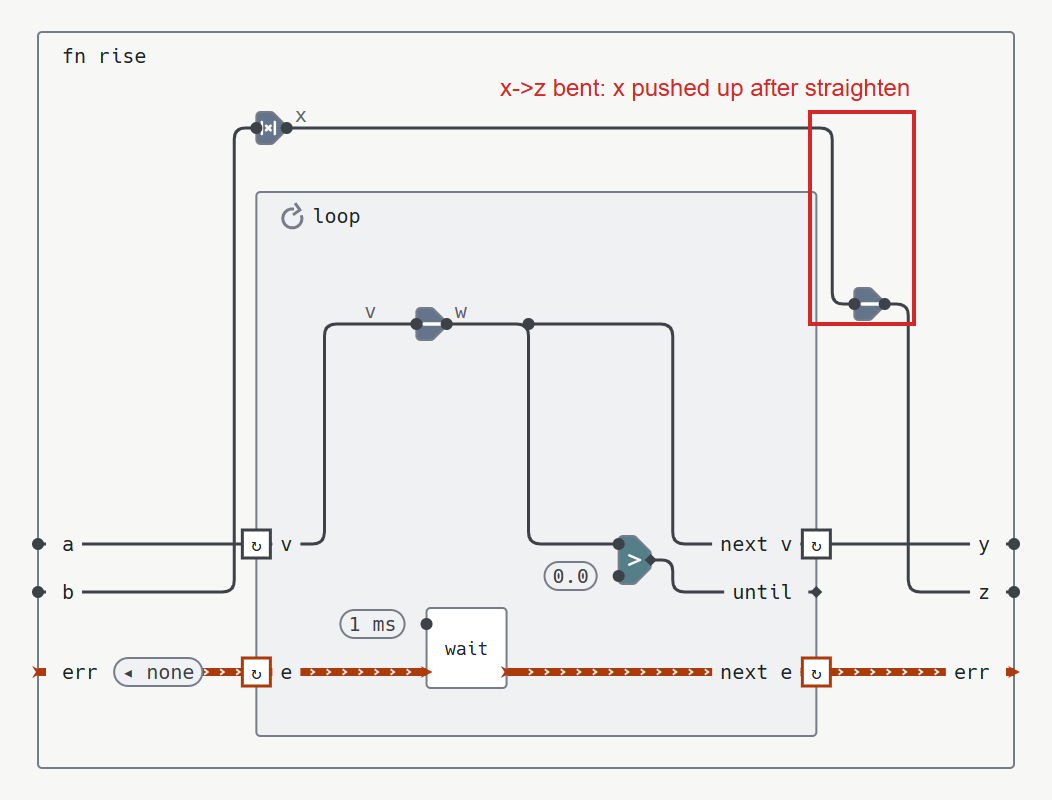 fn rise
x->z bent: x pushed up after straighten
|x|
x
↻ loop
v
w
a
↻
v
next v
↻
y
>
0.0
b
until
z
1 ms
wait
err
◂ none
↻
e
next e
↻
err